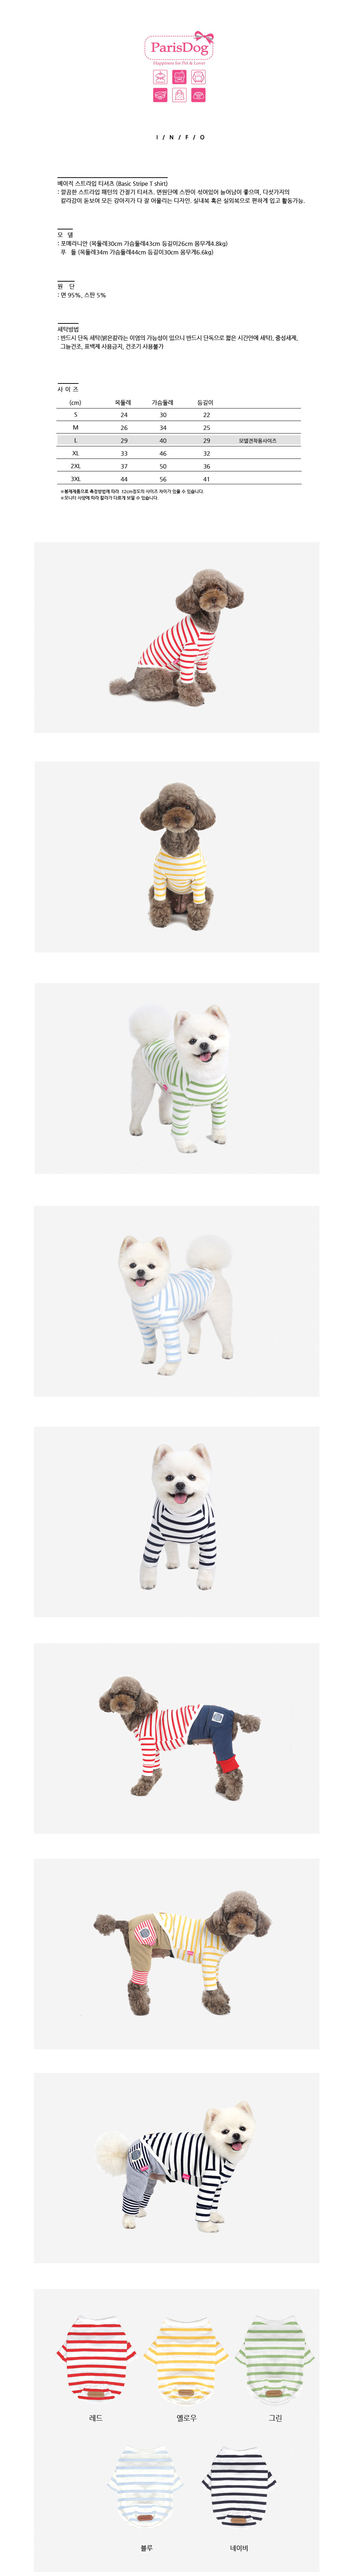 ParisDog
Happiness for Pet & Lover
I / N / F / O
베이직 스트라입 티셔츠 (Basic Stripe T shirt)
: 깔끔한 스트라입 패턴의 간절기 티셔츠. 면원단에 스판이 섞여있어 늘어남이 좋으며, 다섯가지의
칼라감이 돋보여 모든 강아지가 다 잘 어울리는 디자인. 실내복 혹은 실외복으로 편하게 입고 활동가능.
모 델
: 포메라니안 (목둘레30cm 가슴둘레43cm 등길이26cm 몸무게4.8kg)
푸 들 (목둘레34m 가슴둘레44cm 등길이30cm 몸무게6.6kg)
원 단
: 면 95%, 스판 5%
세탁방법
: 반드시 단독 세탁(밝은칼라는 이염의 가능성이 있으니 반드시 단독으로 짧은 시간안에 세탁), 중성세제,
그늘건조, 표백제 사용금지, 건조기 사용불가
사 이 즈
(cm) 목둘레 가슴둘레 등길이
S 24 30 22
M 26 34 25
L 29 40 29 모델견착용사이즈
XL 33 46 32
2XL 37 50 36
3XL 44 56 41
※봉제제품으로 측정방법에 따라 ±2cm정도의 사이즈 차이가 있을 수 있습니다.
※모니터 사양에 따라 칼라가 다르게 보일 수 있습니다.
레드 옐로우 그린
블루 네이비